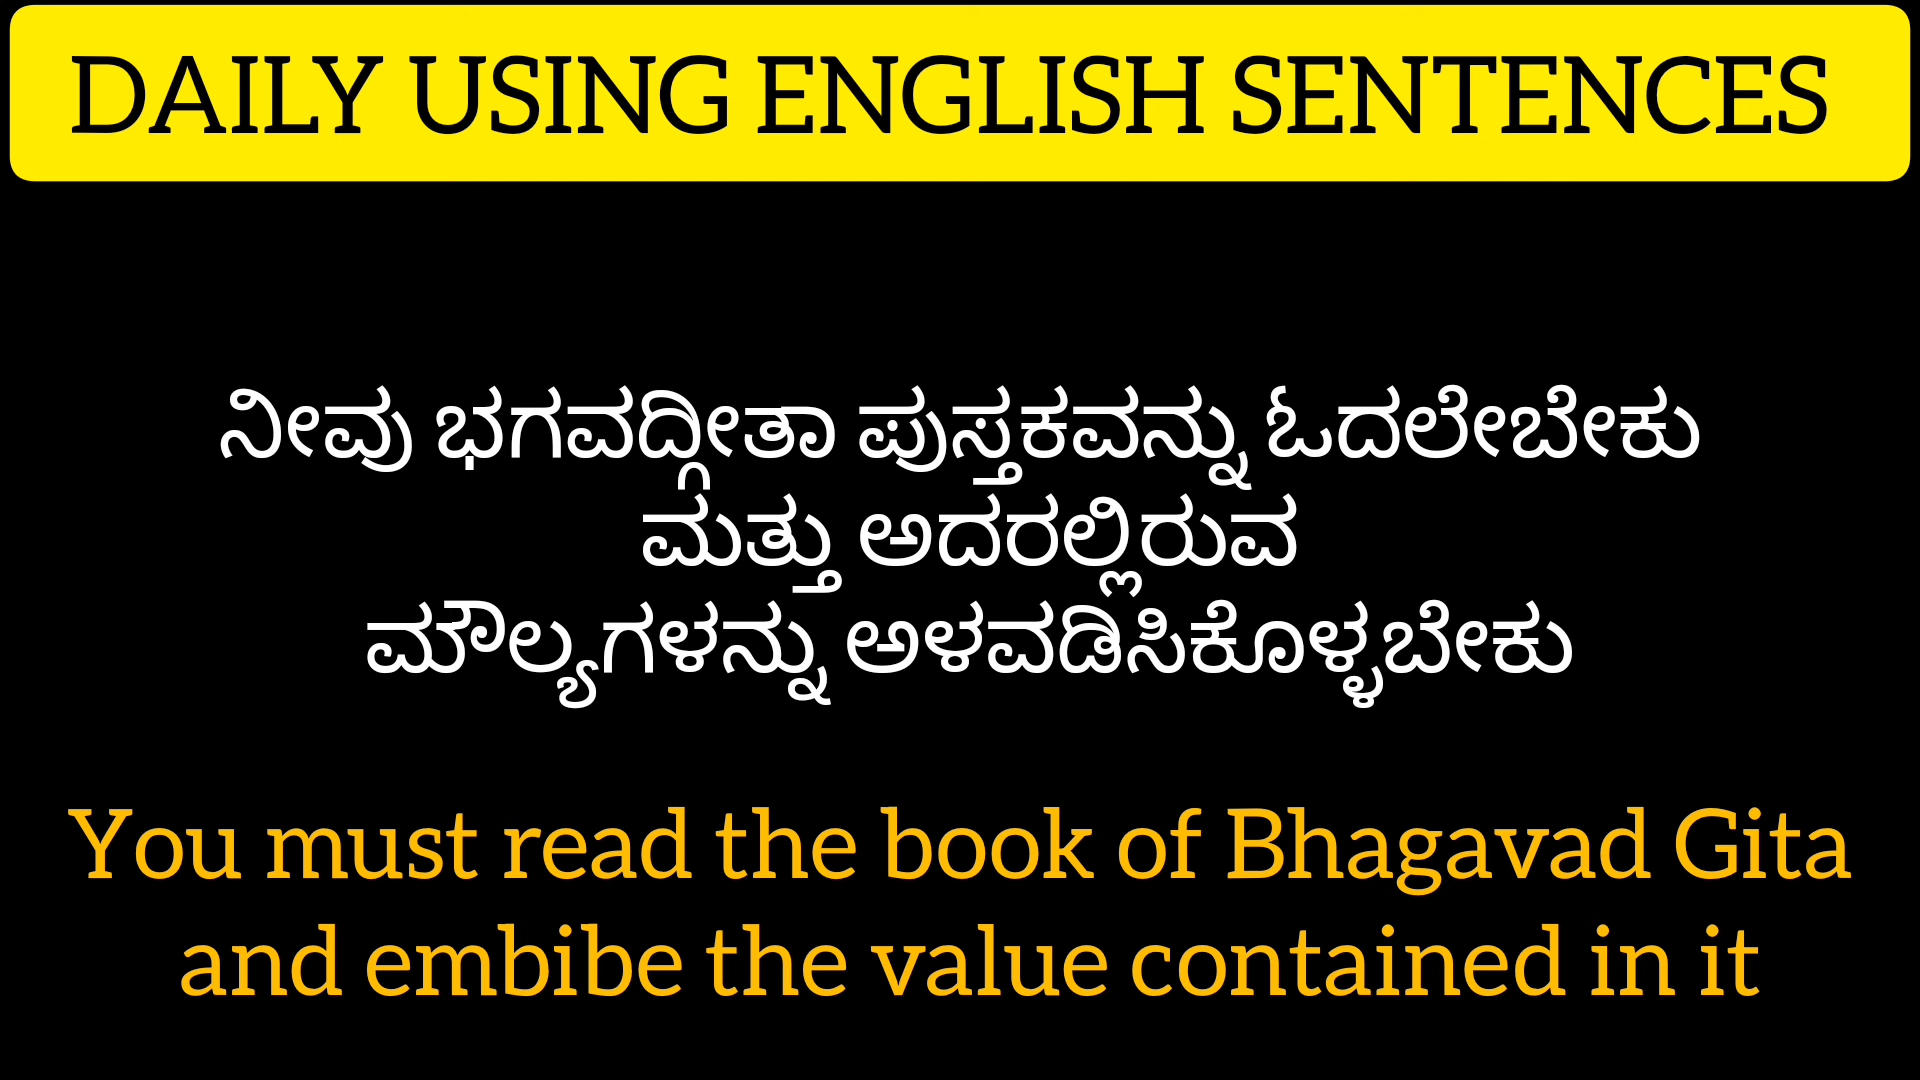 DAILY USING ENGLISH SENTENCES
ನೀವು ಭಗವದ್ಗೀತಾ ಪುಸ್ತಕವನ್ನು ಓದಲೇಬೇಕು
ಮತ್ತು ಅದರಲ್ಲಿರುವ
ಮೌಲ್ಯಗಳನ್ನು ಅಳವಡಿಸಿಕೊಳ್ಳಬೇಕು
You must read the book of Bhagavad Gita
and embibe the value contained in it